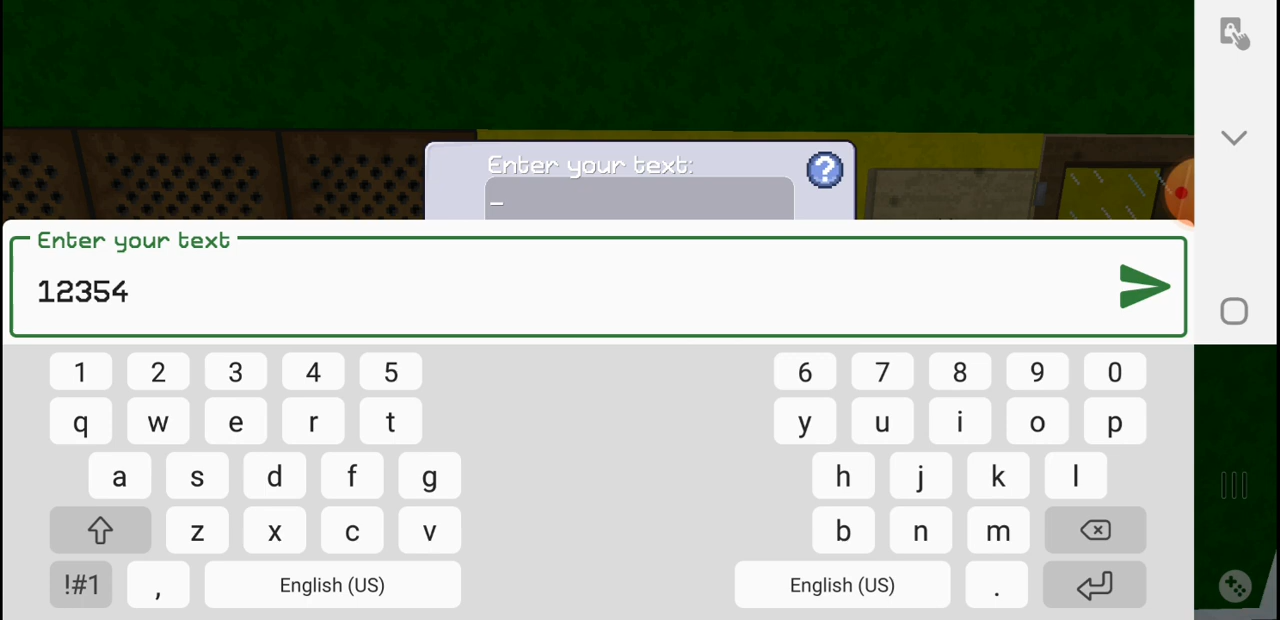 Enter your text:
_
Enter your text
12354
1 2 3 4 5 6 7 8 9 0
q w e r t y u i o p
a s d f g h j k l
z x c v b n m
!#1 , English (US) English (US) .